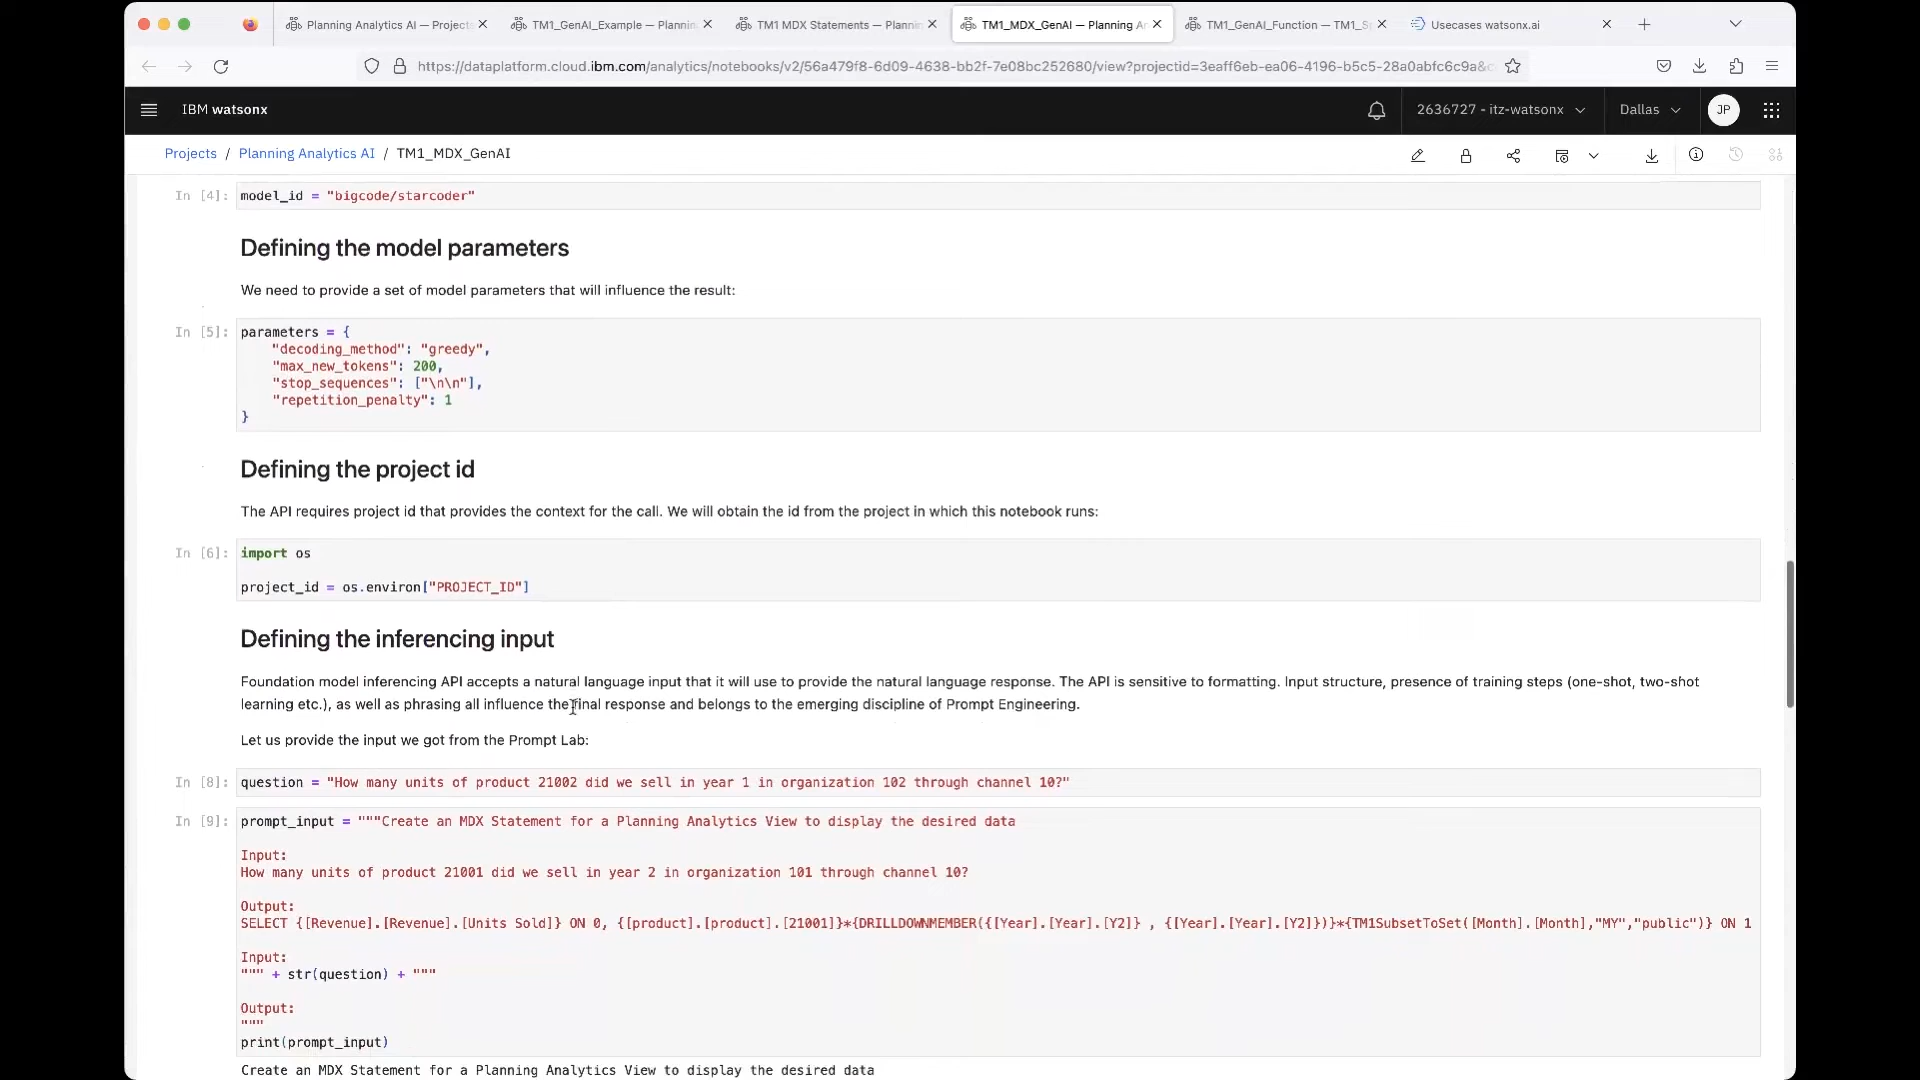 Planning Analytics AI — Projects
TM1_GenAI_Example — Plannin
TM1 MDX Statements — Plannin
TM1_MDX_GenAI — Planning A
TM1_GenAI_Function — TM1_S
Usecases watsonx.ai
https://dataplatform.cloud.ibm.com/analytics/notebooks/v2/56a479f8-6d09-4638-bb2f-7e08bc252680/view?projectid=3eaff6eb-ea06-4196-b5c5-28a0abfc6c9a&c
IBM watsonx
2636727 - itz-watsonx
Dallas
JP
Projects / Planning Analytics AI / TM1_MDX_GenAI
In [4]: model_id = "bigcode/starcoder"
Defining the model parameters
We need to provide a set of model parameters that will influence the result:
In [5]: parameters = {
"decoding_method": "greedy",
"max_new_tokens": 200,
"stop_sequences": ["\n\n"],
"repetition_penalty": 1
}
Defining the project id
The API requires project id that provides the context for the call. We will obtain the id from the project in which this notebook runs:
In [6]: import os
project_id = os.environ["PROJECT_ID"]
Defining the inferencing input
Foundation model inferencing API accepts a natural language input that it will use to provide the natural language response. The API is sensitive to formatting. Input structure, presence of training steps (one-shot, two-shot
learning etc.), as well as phrasing all influence the final response and belongs to the emerging discipline of Prompt Engineering.
Let us provide the input we got from the Prompt Lab:
In [8]: question = "How many units of product 21002 did we sell in year 1 in organization 102 through channel 10?"
In [9]: prompt_input = """Create an MDX Statement for a Planning Analytics View to display the desired data
Input:
How many units of product 21001 did we sell in year 2 in organization 101 through channel 10?
Output:
SELECT {[Revenue].[Revenue].[Units Sold]} ON 0, {[product].[product].[21001]}*{DRILLDOWNMEMBER({[Year].[Year].[Y2]} , {[Year].[Year].[Y2]})}*{TM1SubsetToSet([Month].[Month],"MY","public")} ON 1
Input:
""" + str(question) + """
Output:
"""
print(prompt_input)
Create an MDX Statement for a Planning Analytics View to display the desired data